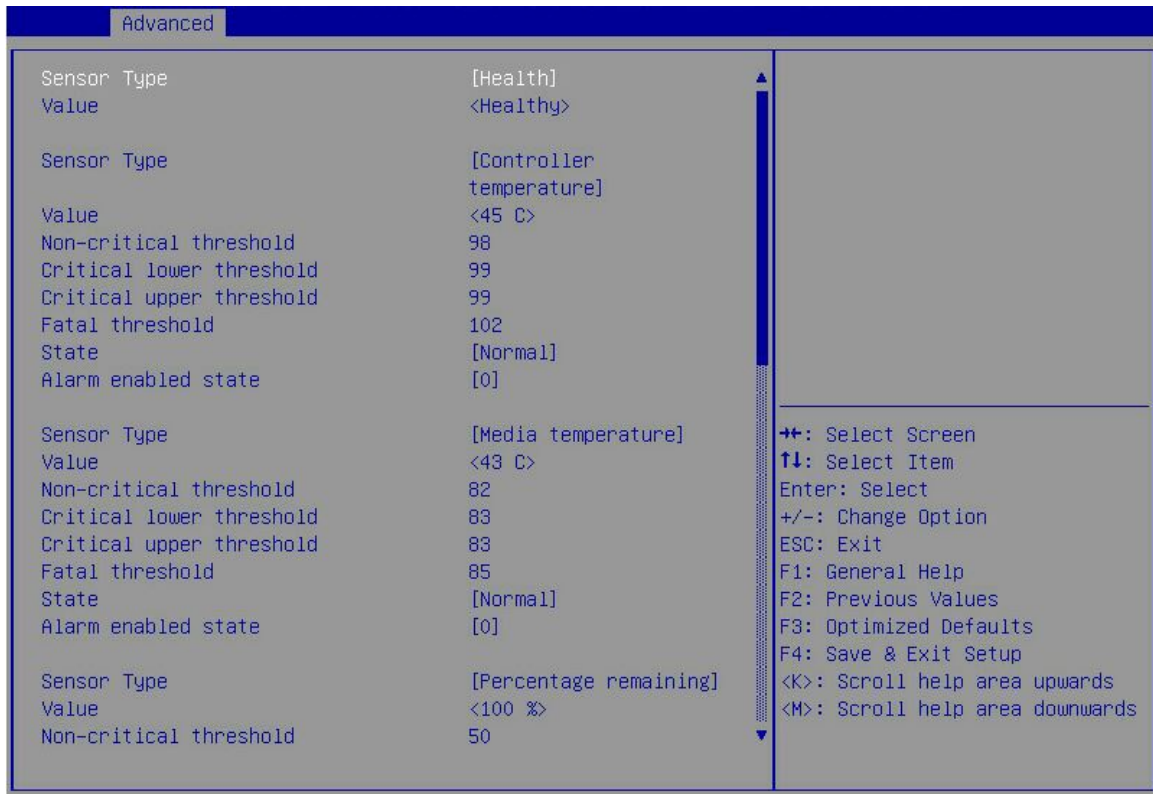 Advanced
Sensor Type [Health]
Value <Healthy>
Sensor Type [Controller
temperature]
Value <45 C>
Non-critical threshold 98
Critical lower threshold 99
Critical upper threshold 99
Fatal threshold 102
State [Normal]
Alarm enabled state [0]
Sensor Type [Media temperature]
Value <43 C>
Non-critical threshold 82
Critical lower threshold 83
Critical upper threshold 83
Fatal threshold 85
State [Normal]
Alarm enabled state [0]
Sensor Type [Percentage remaining]
Value <100 %>
Non-critical threshold 50
→←: Select Screen
↑↓: Select Item
Enter: Select
+/-: Change Option
ESC: Exit
F1: General Help
F2: Previous Values
F3: Optimized Defaults
F4: Save & Exit Setup
<K>: Scroll help area upwards
<M>: Scroll help area downwards